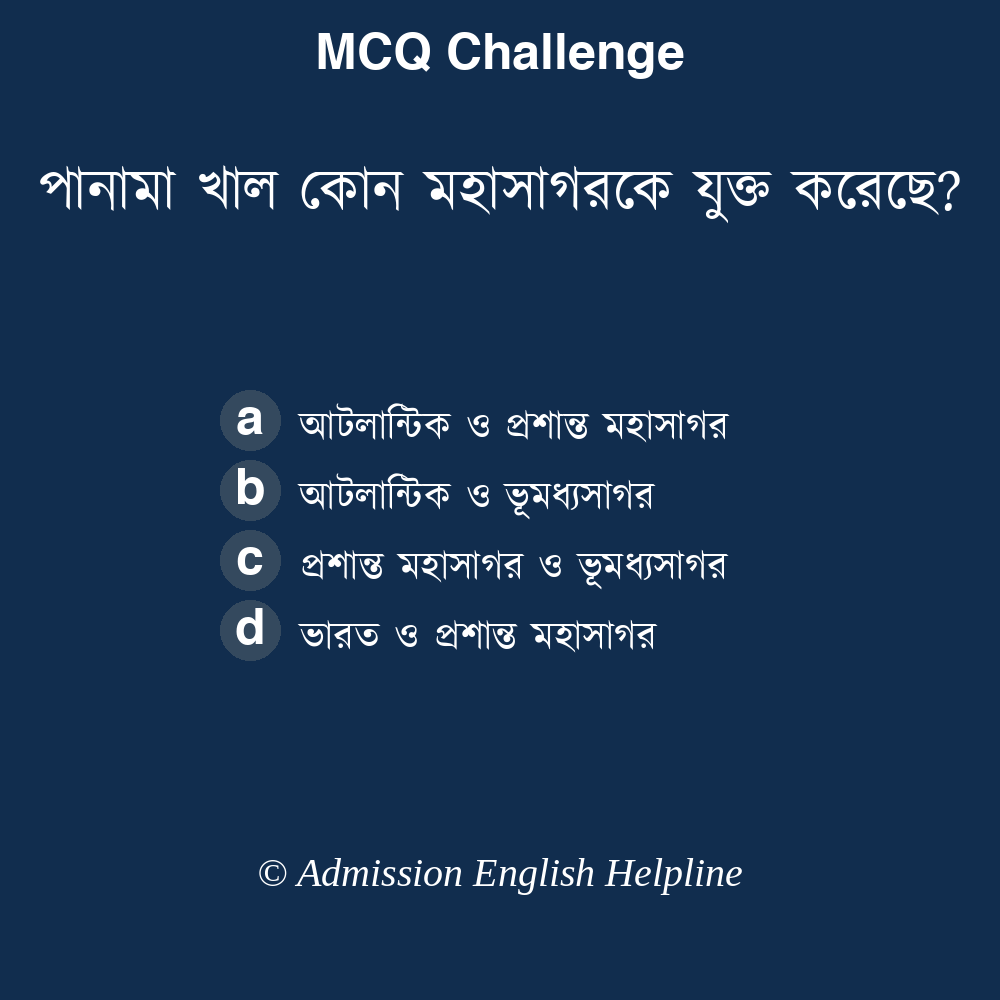 MCQ Challenge
পানামা খাল কোন মহাসাগরকে যুক্ত করেছে?
a আটলান্টিক ও প্রশান্ত মহাসাগর
b আটলান্টিক ও ভূমধ্যসাগর
c প্রশান্ত মহাসাগর ও ভূমধ্যসাগর
d ভারত ও প্রশান্ত মহাসাগর
© Admission English Helpline